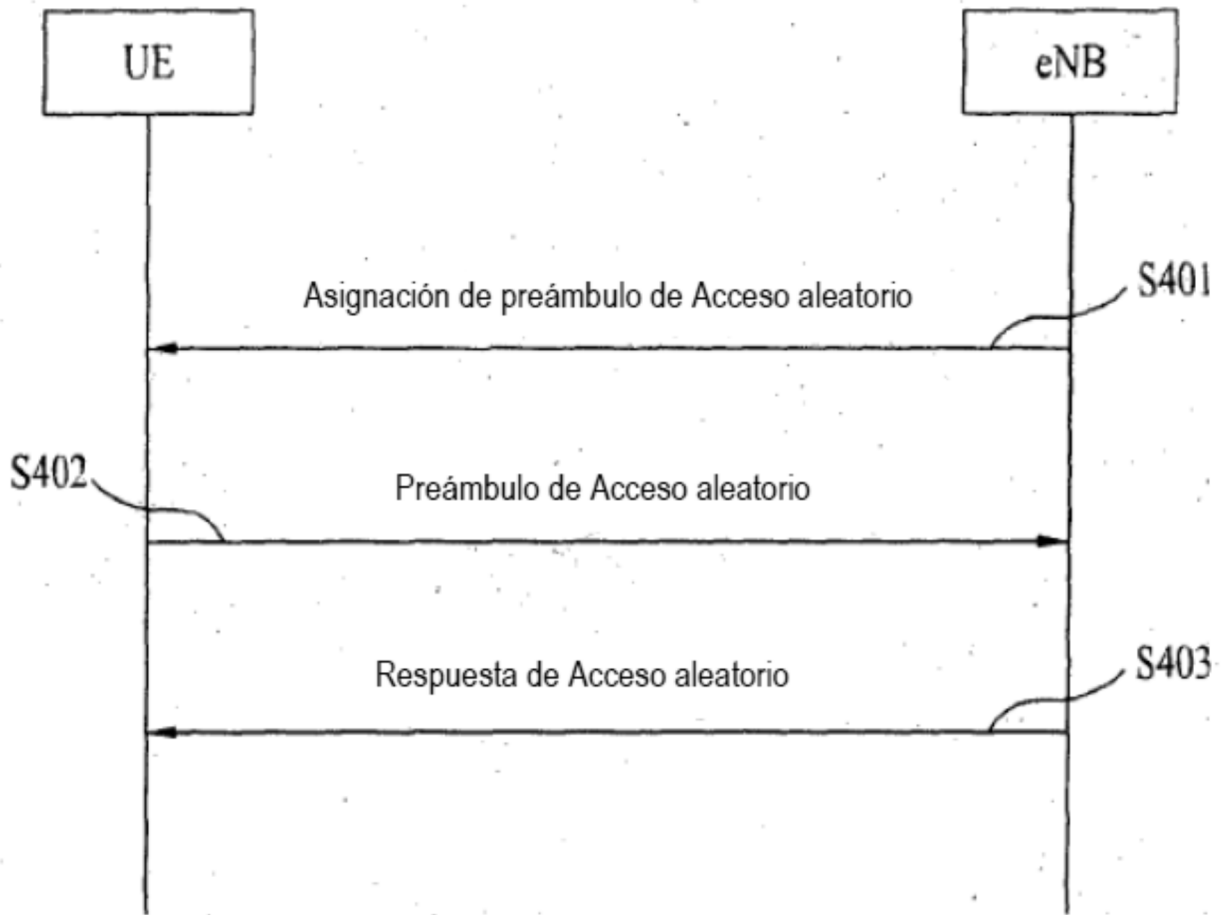 UE
eNB
Asignación de preámbulo de Acceso aleatorio
S401
S402
Preámbulo de Acceso aleatorio
Respuesta de Acceso aleatorio
S403